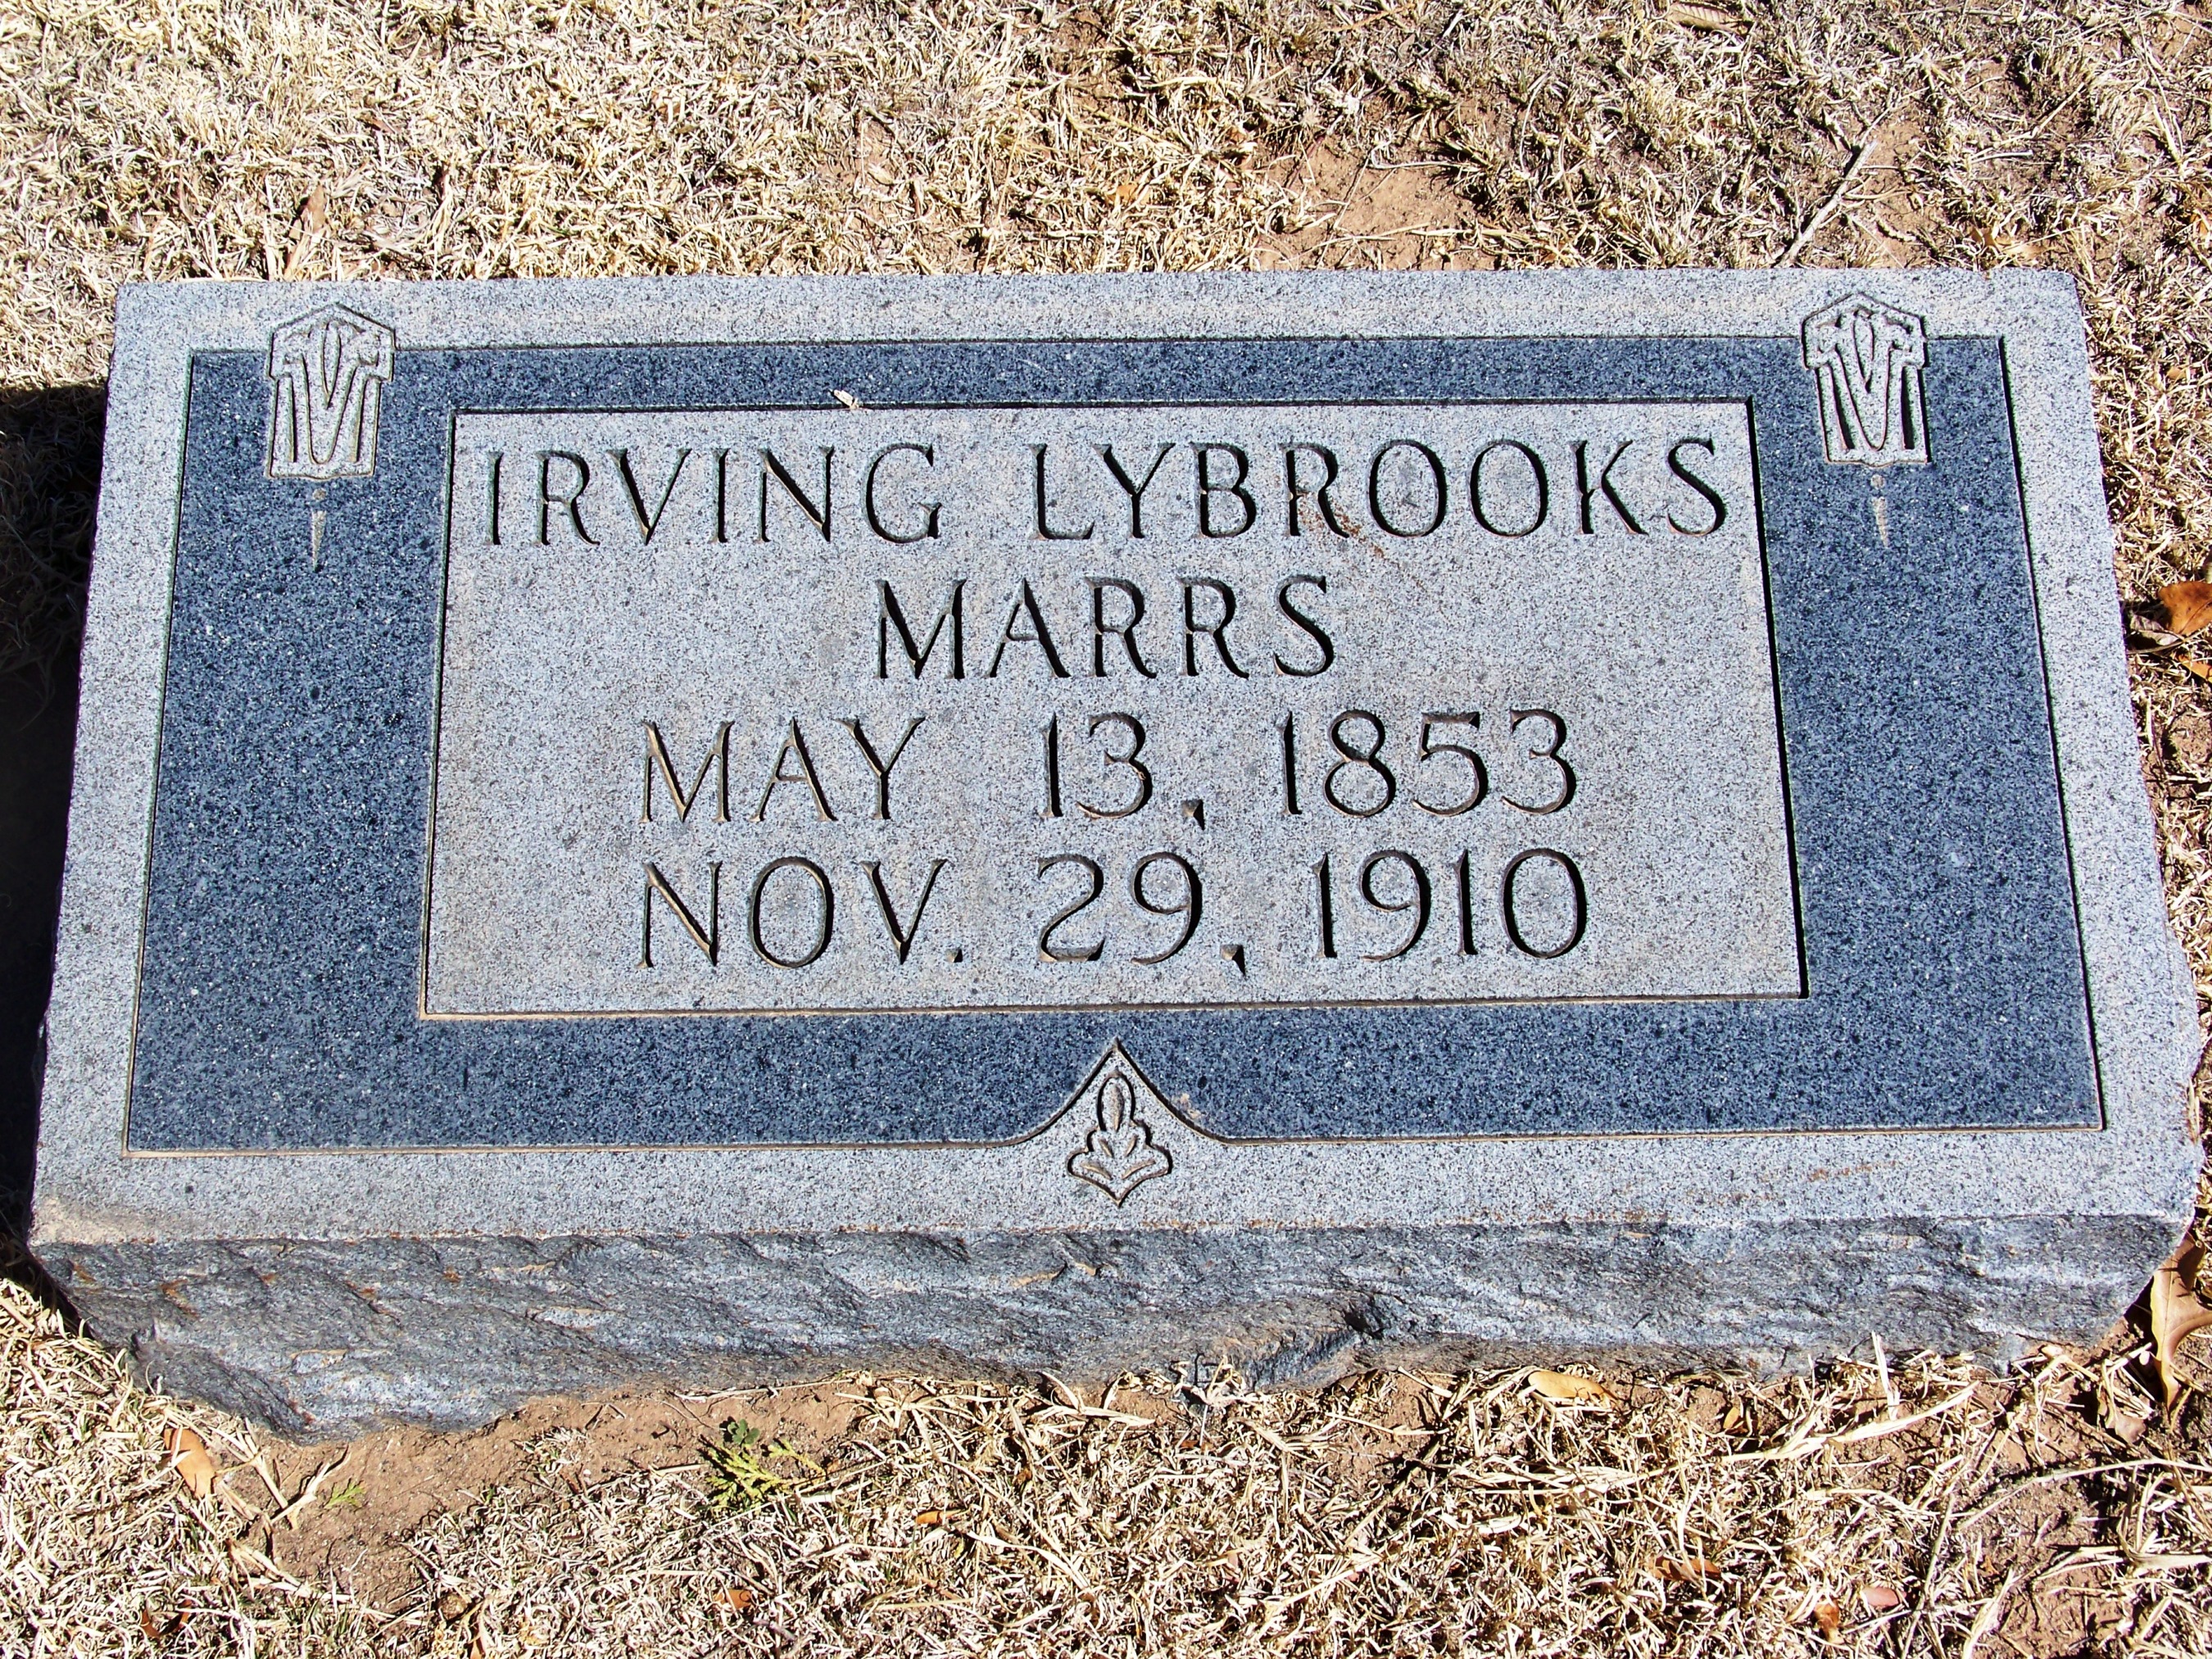 IRVING LYBROOKS
MARRS
MAY 13, 1853
NOV. 29, 1910